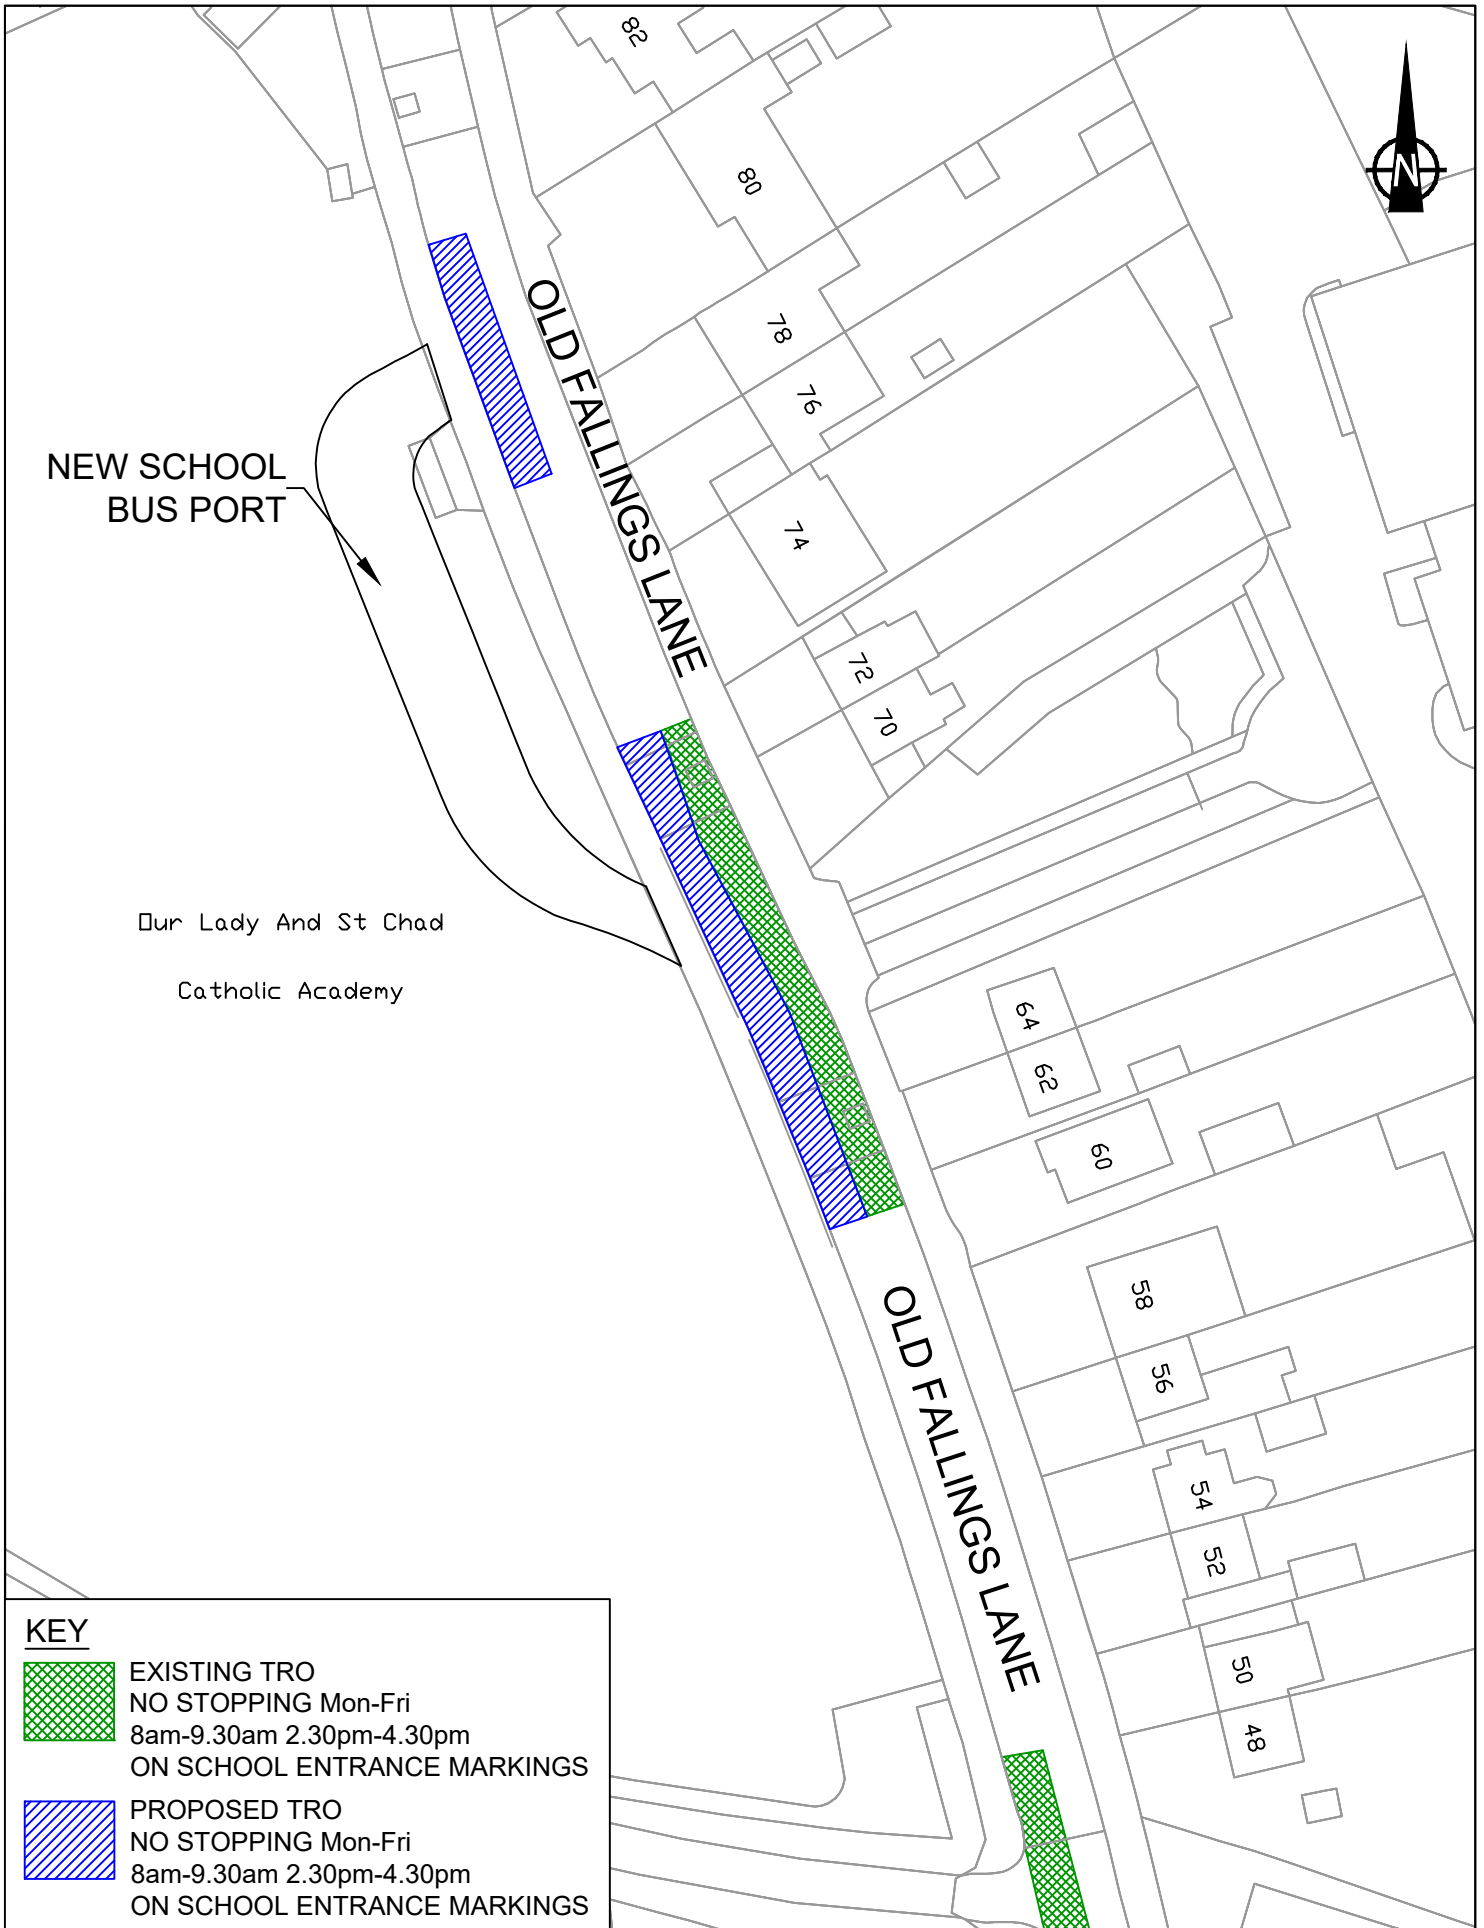 82
N
80
OLD FALLINGS LANE
78
76
NEW SCHOOL
BUS PORT
74
72
70
Our Lady And St Chad
Catholic Academy
64
62
60
OLD FALLINGS LANE
58
56
54
52
50
48
KEY
EXISTING TRO
NO STOPPING Mon-Fri
8am-9.30am 2.30pm-4.30pm
ON SCHOOL ENTRANCE MARKINGS
PROPOSED TRO
NO STOPPING Mon-Fri
8am-9.30am 2.30pm-4.30pm
ON SCHOOL ENTRANCE MARKINGS